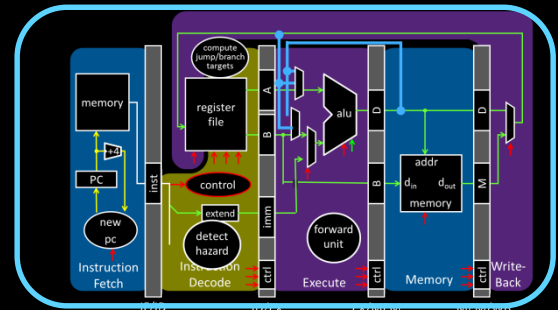 compute
jump/branch
targets
memory
register
file
A
B
alu
D
D
+4
PC
new
pc
inst
control
extend
detect
hazard
imm
ctrl
forward
unit
B
ctrl
addr
d_in
d_out
memory
M
ctrl
Instruction
Fetch
Instruction
Decode
Execute
Memory
Write-
Back